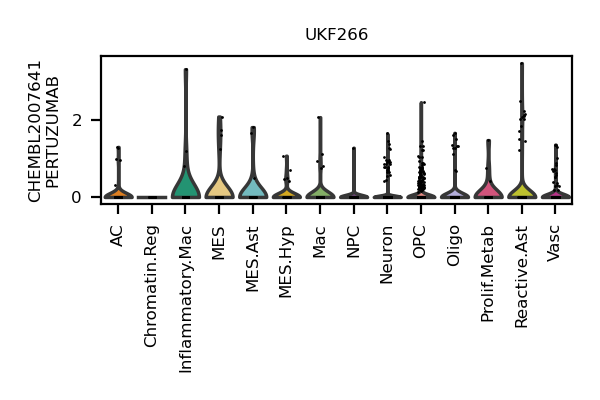 UKF266
CHEMBL2007641
PERTUZUMAB
2
0
AC
Chromatin.Reg
Inflammatory.Mac
MES
MES.Ast
MES.Hyp
Mac
NPC
Neuron
OPC
Oligo
Prolif.Metab
Reactive.Ast
Vasc